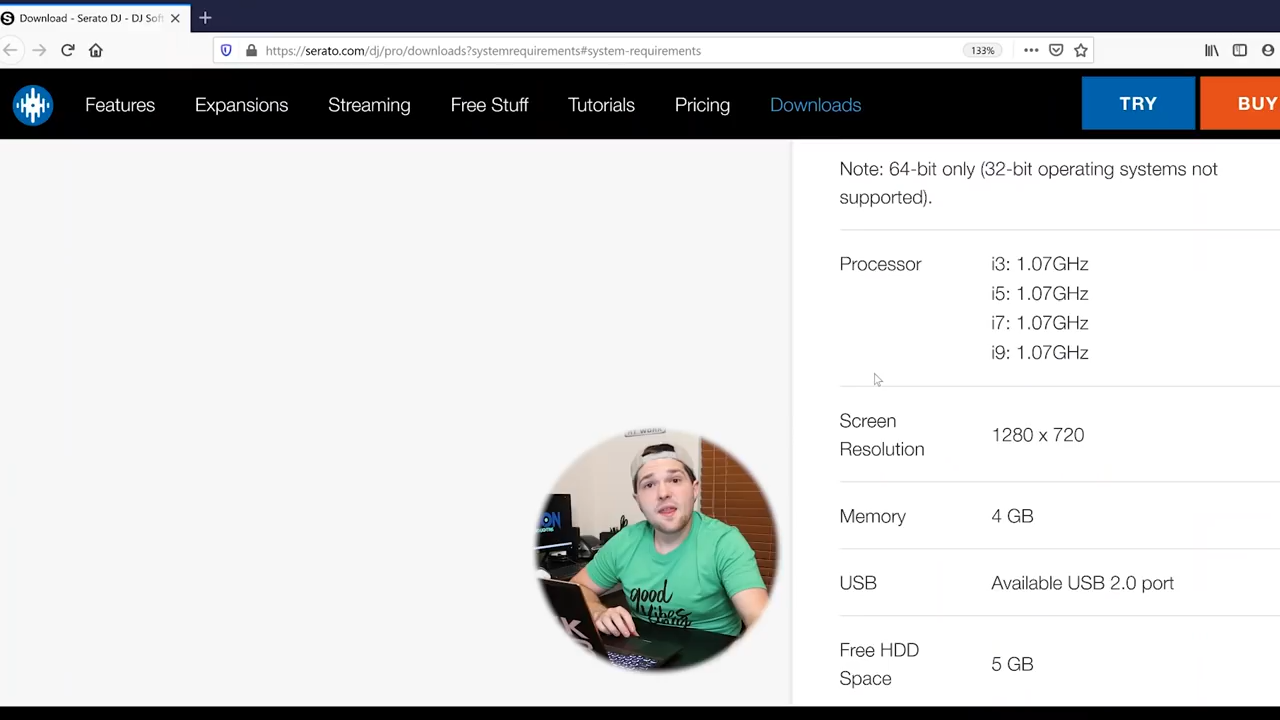 Download - Serato DJ - DJ Soft
https://serato.com/dj/pro/downloads?systemrequirements#system-requirements
133%
Features
Expansions
Streaming
Free Stuff
Tutorials
Pricing
Downloads
TRY
BUY
Note: 64-bit only (32-bit operating systems not
supported).
Processor
i3: 1.07GHz
i5: 1.07GHz
i7: 1.07GHz
i9: 1.07GHz
Screen
Resolution
1280 x 720
Memory
4 GB
USB
Available USB 2.0 port
Free HDD
Space
5 GB
good
Vibes